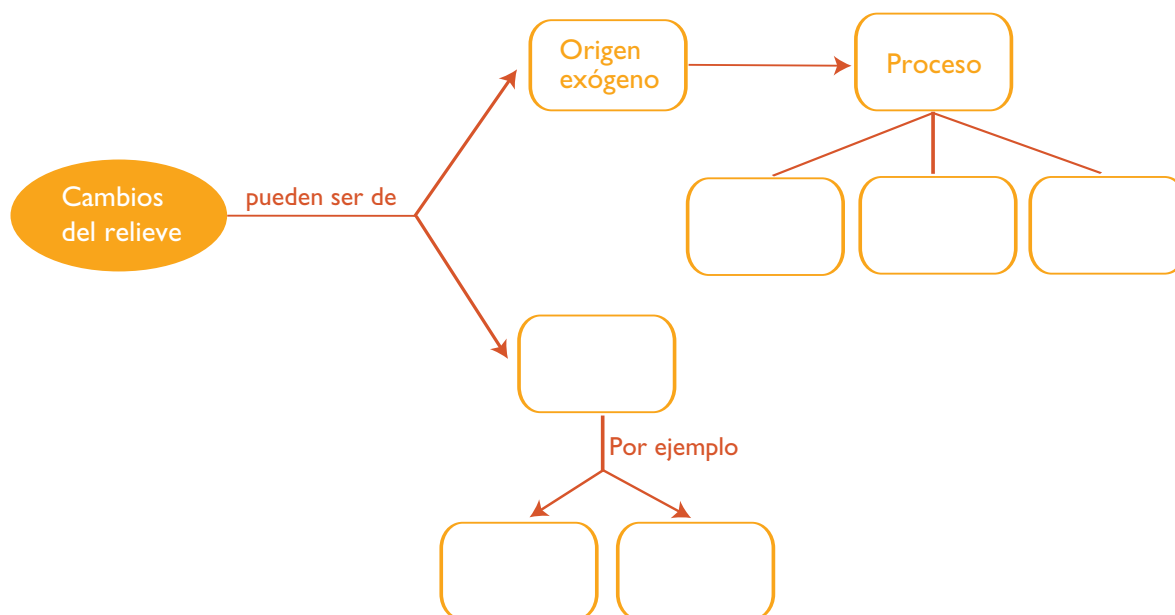 Origen
exógeno
Proceso
Cambios
del relieve
pueden ser de
Por ejemplo